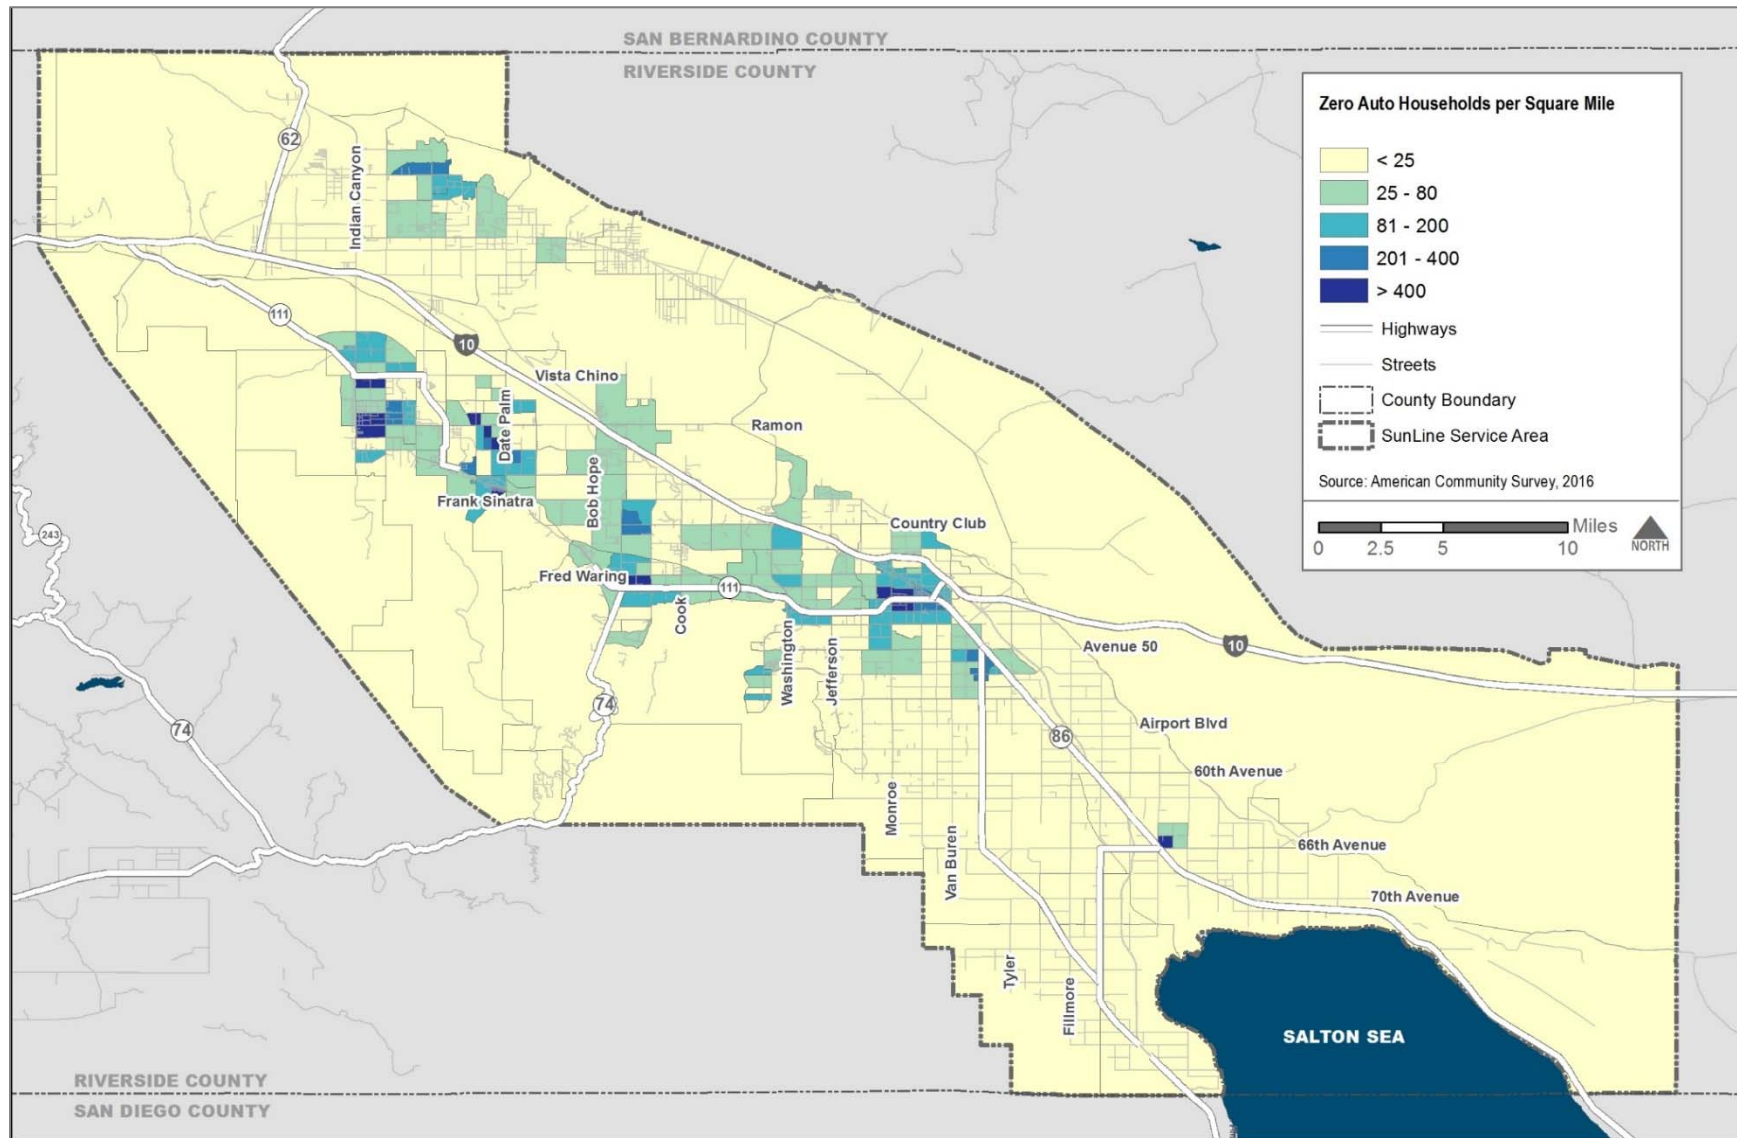 SAN BERNARDINO COUNTY
RIVERSIDE COUNTY
Zero Auto Households per Square Mile
< 25
25 - 80
81 - 200
201 - 400
> 400
Highways
Streets
County Boundary
SunLine Service Area
Source: American Community Survey, 2016
Miles
0 2.5 5 10
NORTH
62
Indian Canyon
111
10
Vista Chino
Date Palm
Ramon
Bob Hope
Frank Sinatra
Country Club
243
Fred Waring
111
Cook
Washington
Jefferson
Avenue 50
10
74
74
Airport Blvd
86
60th Avenue
Monroe
66th Avenue
Van Buren
70th Avenue
Tyler
Fillmore
SALTON SEA
RIVERSIDE COUNTY
SAN DIEGO COUNTY